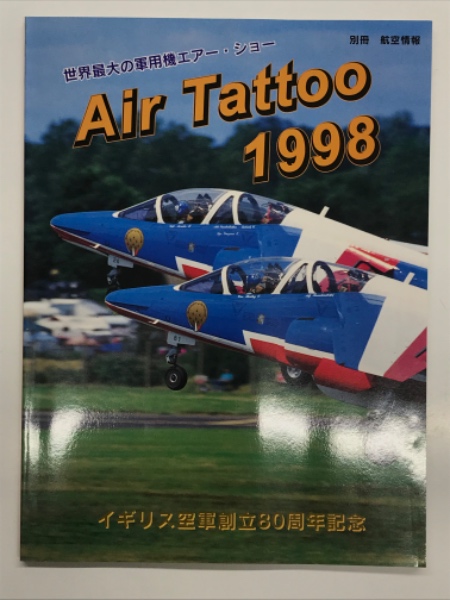 別冊 航空情報
世界最大の軍用機エアー・ショー
Air Tattoo
1998
イギリス空軍創立80周年記念